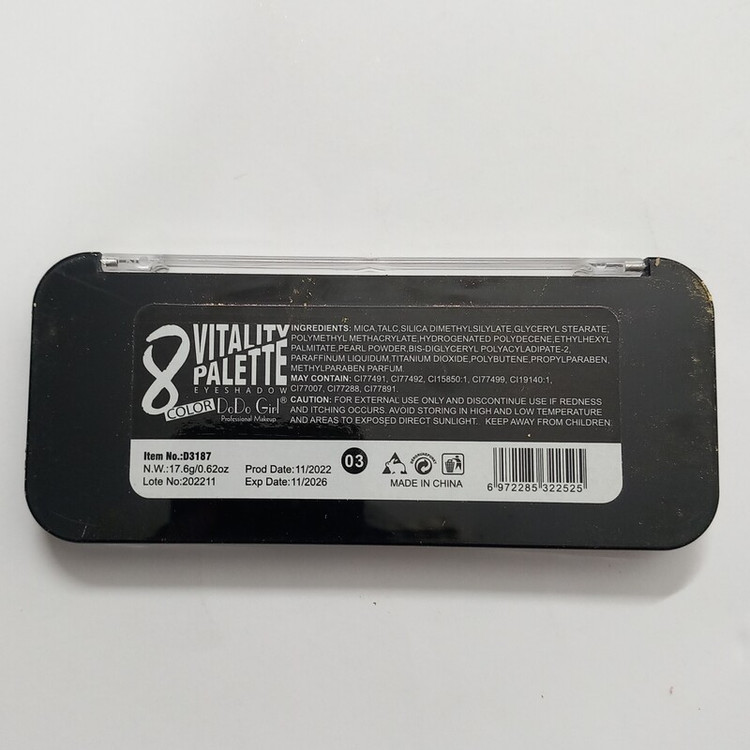 8 COLOR
VITALITY
PALETTE
EYESHADOW
DoDo Girl®
Professional Makeup
INGREDIENTS: MICA,TALC,SILICA DIMETHYLSILYLATE,GLYCERYL STEARATE,
POLYMETHYL METHACRYLATE,HYDROGENATED POLYDECENE,ETHYLHEXYL
PALMITATE,PEARL POWDER,BIS-DIGLYCERYL POLYACYLADIPATE-2,
PARAFFINUM LIQUIDUM,TITANIUM DIOXIDE,POLYBUTENE,PROPYLPARABEN,
METHYLPARABEN PARFUM.
MAY CONTAIN: CI77491, CI77492, CI15850:1, CI77499, CI19140:1,
CI77007, CI77288, CI77891.
CAUTION: FOR EXTERNAL USE ONLY AND DISCONTINUE USE IF REDNESS
AND ITCHING OCCURS. AVOID STORING IN HIGH AND LOW TEMPERATURE
AND AREAS TO EXPOSED DIRECT SUNLIGHT. KEEP AWAY FROM CHILDREN.
Item No.:D3187
N.W.:17.6g/0.62oz Prod Date:11/2022
Lote No:202211 Exp Date:11/2026
03
MADE IN CHINA
6 972285 322525